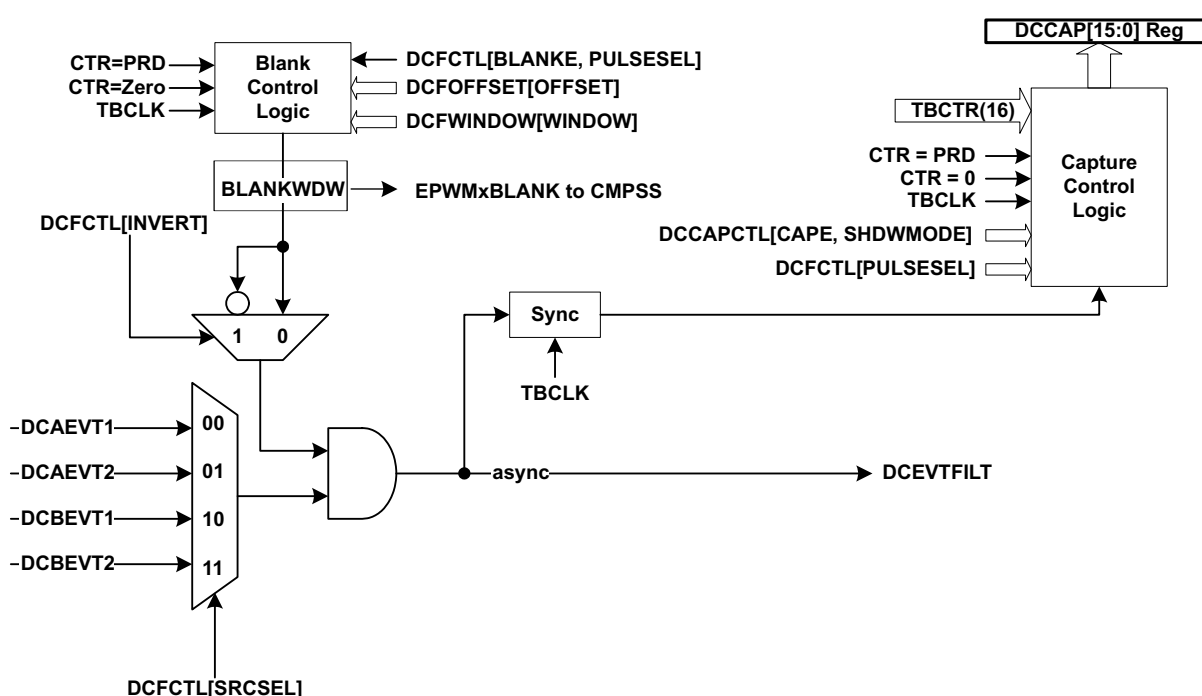 DCCAP[15:0] Reg
CTR=PRD
CTR=Zero
TBCLK
Blank
Control
Logic
DCFCTL[BLANKE, PULSESEL]
DCFOFFSET[OFFSET]
DCFWINDOW[WINDOW]
BLANKWDW
EPWMxBLANK to CMPSS
TBCTR(16)
CTR = PRD
CTR = 0
TBCLK
DCCAPCTL[CAPE, SHDWMODE]
DCFCTL[PULSESEL]
Capture
Control
Logic
DCFCTL[INVERT]
1 0
Sync
TBCLK
DCAEVT1
DCAEVT2
DCBEVT1
DCBEVT2
00
01
10
11
async
DCEVTFILT
DCFCTL[SRCSEL]